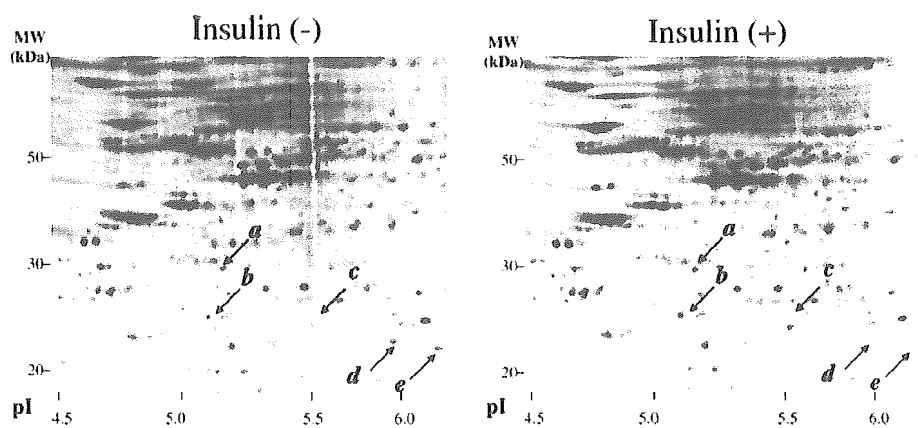 Insulin (-)
MW
(kDa)
50-
30-
20-
a
b
c
d
e
pI
4.5
5.0
5.5
6.0
Insulin (+)
MW
(kDa)
50-
30-
20-
a
b
c
d
e
pI
4.5
5.0
5.5
6.0